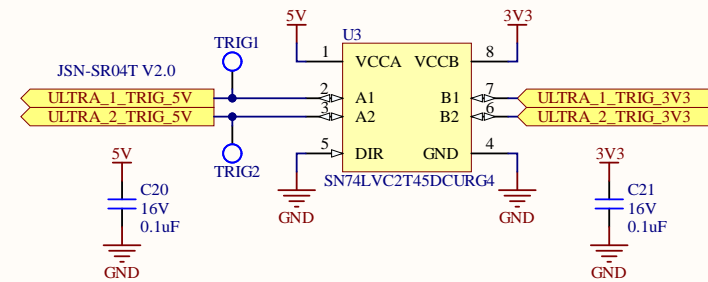 5V
U3
3V3
TRIG1
1
VCCA
VCCB
8
JSN-SR04T V2.0
ULTRA_1_TRIG_5V
2
A1
B1
7
ULTRA_1_TRIG_3V3
ULTRA_2_TRIG_5V
3
A2
B2
6
ULTRA_2_TRIG_3V3
5
DIR
GND
4
TRIG2
SN74LVC2T45DCURG4
5V
C20
16V
0.1uF
GND
GND
GND
3V3
C21
16V
0.1uF
GND